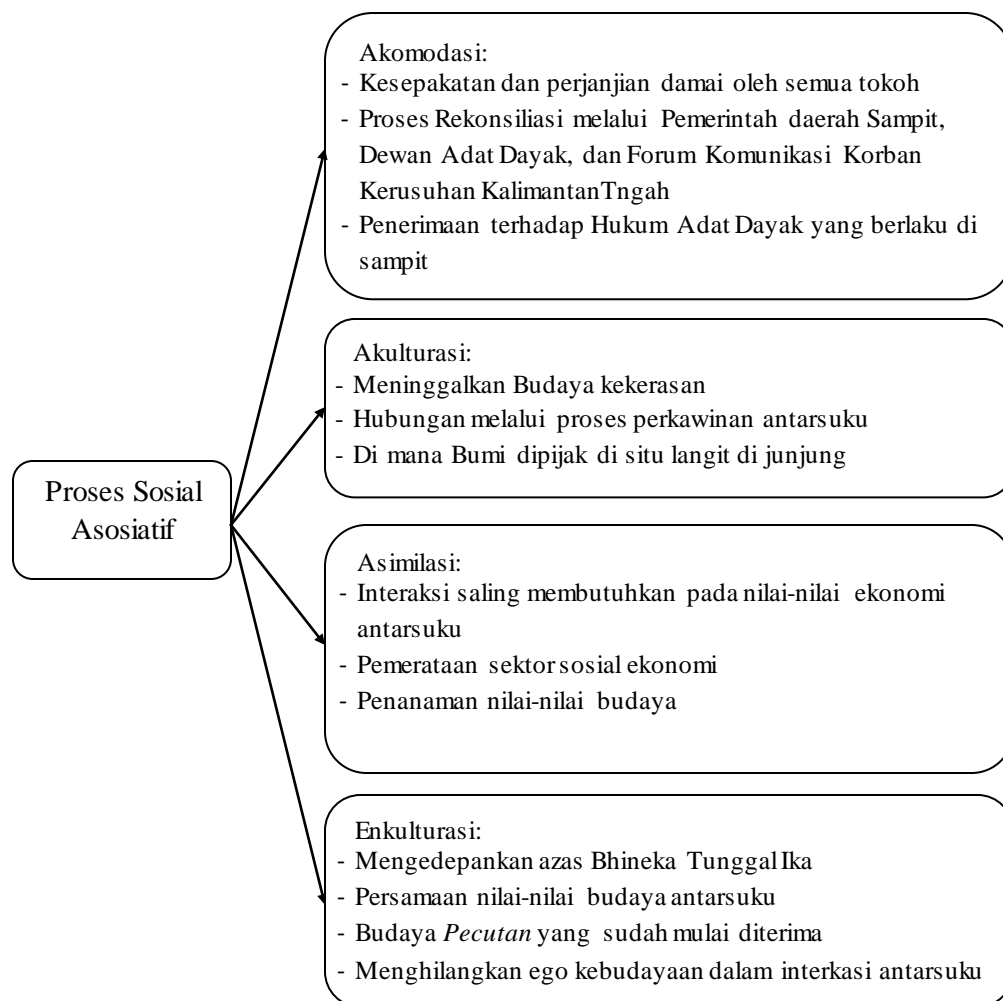 Akomodasi:
- Kesepakatan dan perjanjian damai oleh semua tokoh
- Proses Rekonsiliasi melalui Pemerintah daerah Sampit,
Dewan Adat Dayak, dan Forum Komunikasi Korban
Kerusuhan KalimantanTngah
- Penerimaan terhadap Hukum Adat Dayak yang berlaku di
sampit
Akulturasi:
- Meninggalkan Budaya kekerasan
- Hubungan melalui proses perkawinan antarsuku
- Di mana Bumi dipijak di situ langit di junjung
Proses Sosial
Asosiatif
Asimilasi:
- Interaksi saling membutuhkan pada nilai-nilai ekonomi
antarsuku
- Pemerataan sektor sosial ekonomi
- Penanaman nilai-nilai budaya
Enkulturasi:
- Mengedepankan azas Bhineka Tunggal Ika
- Persamaan nilai-nilai budaya antarsuku
- Budaya Pecutan yang sudah mulai diterima
- Menghilangkan ego kebudayaan dalam interkasi antarsuku